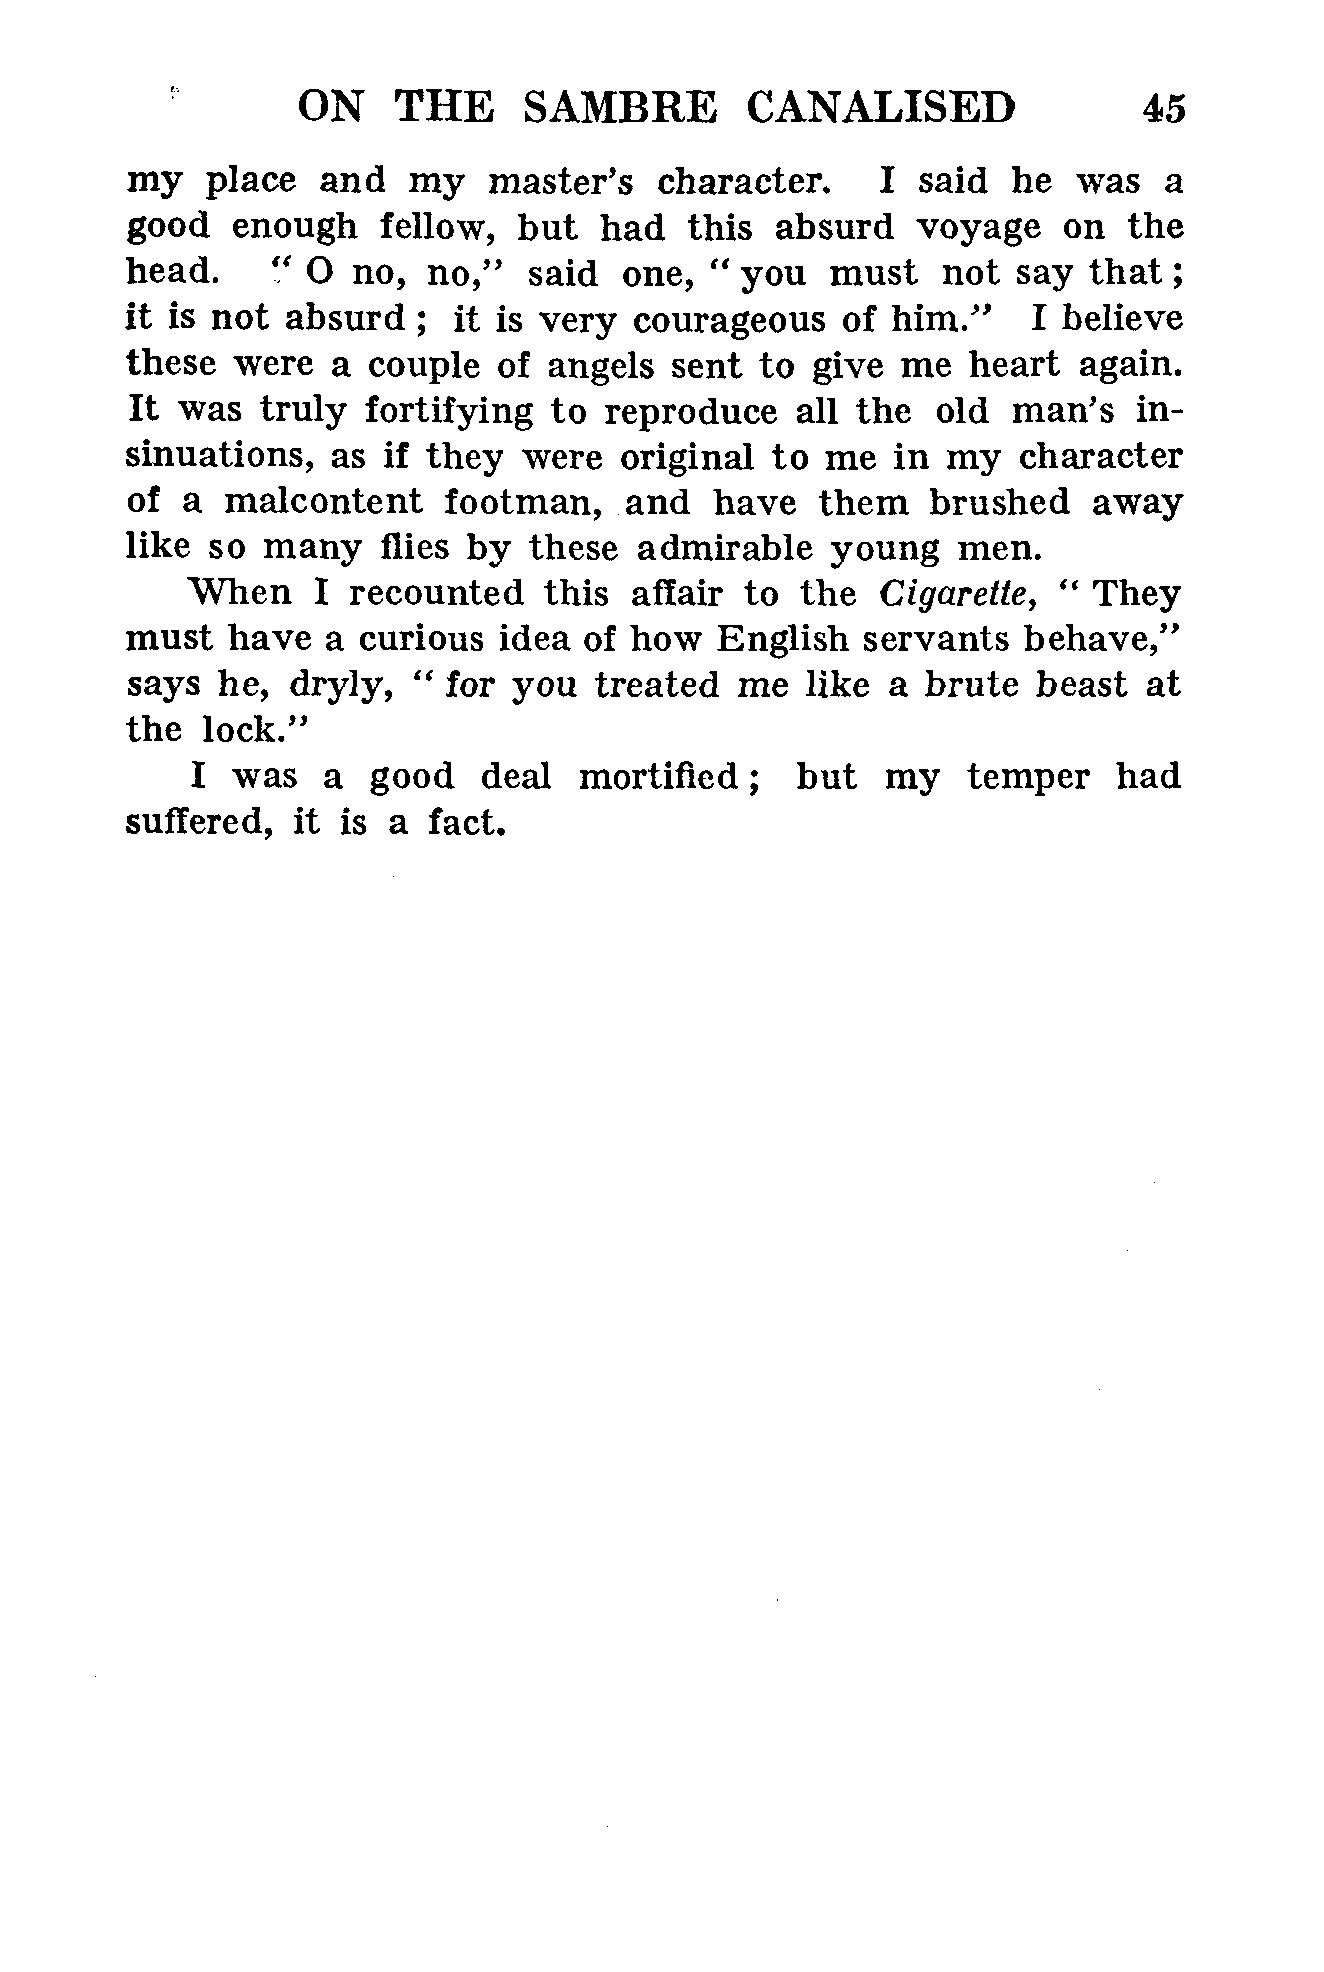 ON THE SAMBRE CANALISED 45
my place and my master's character. I said he was a
good enough fellow, but had this absurd voyage on the
head. “ O no, no,” said one, “ you must not say that ;
it is not absurd ; it is very courageous of him.” I believe
these were a couple of angels sent to give me heart again.
It was truly fortifying to reproduce all the old man's in-
sinuations, as if they were original to me in my character
of a malcontent footman, and have them brushed away
like so many flies by these admirable young men.
When I recounted this affair to the Cigarette, “ They
must have a curious idea of how English servants behave,”
says he, dryly, “ for you treated me like a brute beast at
the lock.”
I was a good deal mortified ; but my temper had
suffered, it is a fact.